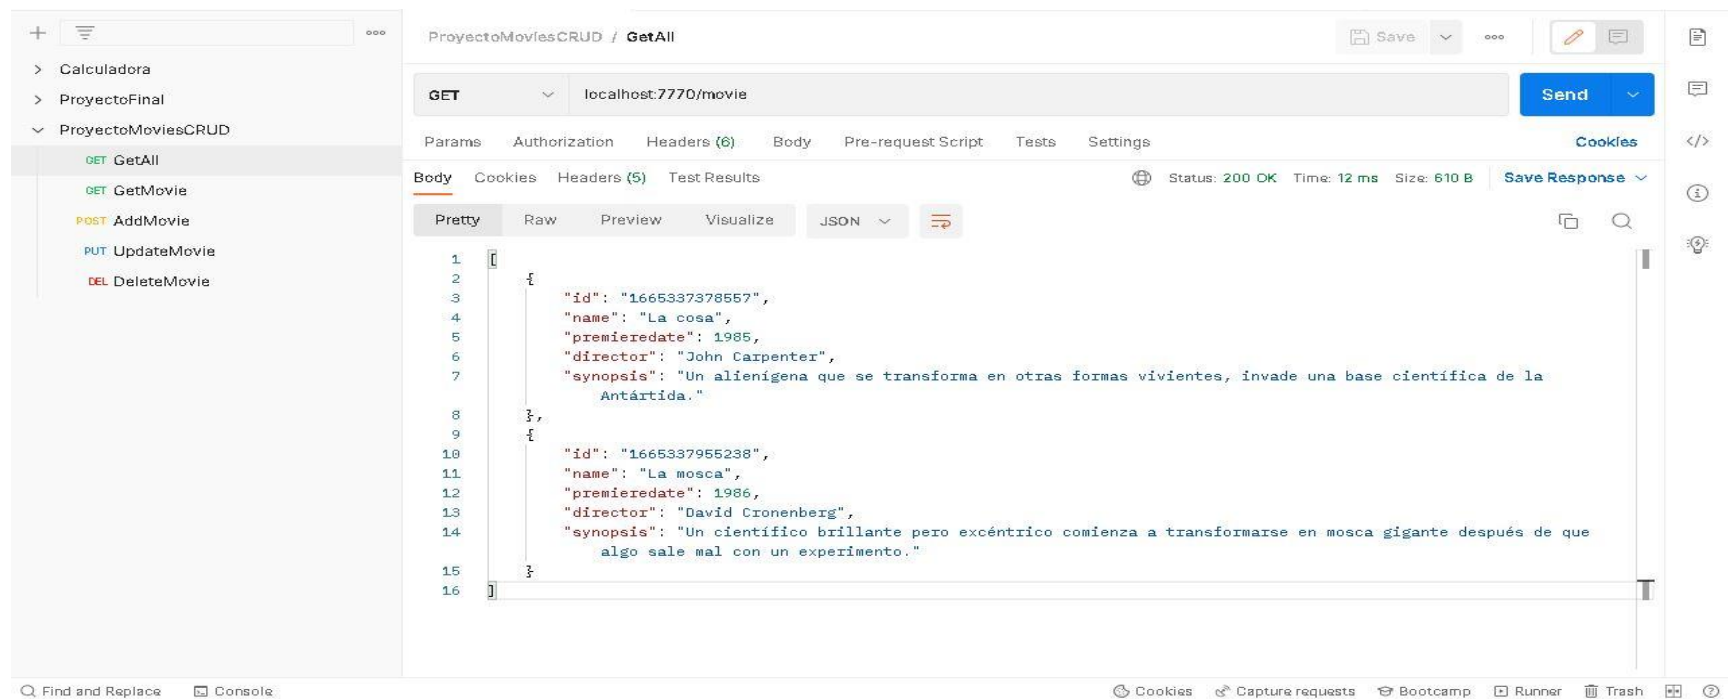 Calculadora
ProyectoFinal
ProyectoMoviesCRUD
GET GetAll
GET GetMovie
POST AddMovie
PUT UpdateMovie
DEL DeleteMovie
ProyectoMoviesCRUD / GetAll
Save
GET localhost:7770/movie
Send
Params Authorization Headers (6) Body Pre-request Script Tests Settings Cookies
Body Cookies Headers (5) Test Results Status: 200 OK Time: 12 ms Size: 610 B Save Response
Pretty Raw Preview Visualize JSON
1 [
2 {
3 "id": "1665337378557",
4 "name": "La cosa",
5 "premieredate": 1985,
6 "director": "John Carpenter",
7 "synopsis": "Un alienígena que se transforma en otras formas vivientes, invade una base científica de la
Antártida."
8 },
9 {
10 "id": "1665337955238",
11 "name": "La mosca",
12 "premieredate": 1986,
13 "director": "David Cronenberg",
14 "synopsis": "Un científico brillante pero excéntrico comienza a transformarse en mosca gigante después de que
algo sale mal con un experimento."
15 }
16 ]
Find and Replace Console Cookies Capture requests Bootcamp Runner Trash